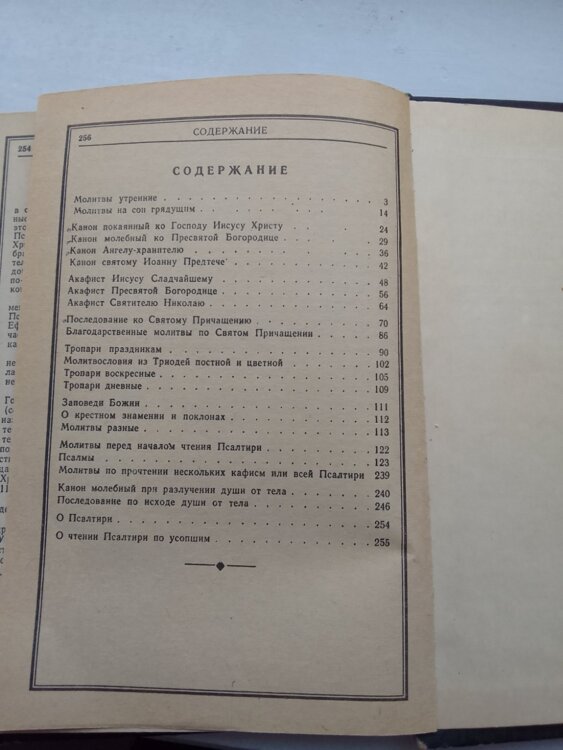 254
256 СОДЕРЖАНИЕ
СОДЕРЖАНИЕ
Молитвы утренние . . . . . . . . . . . . . . 3
Молитвы на сон грядущим . . . . . . . . . . . 14
Канон покаянный ко Господу Иисусу Христу . . . . . 24
Канон молебный ко Пресвятой Богородице . . . . . . 29
Канон Ангелу-хранителю . . . . . . . . . . . 36
Канон святому Иоанну Предтече . . . . . . . . . 42
Акафист Иисусу Сладчайшему . . . . . . . . . . 48
Акафист Пресвятой Богородице . . . . . . . . . . 56
Акафист Святителю Николаю . . . . . . . . . . 64
Последование ко Святому Причащению . . . . . . . 70
Благодарственные молитвы по Святом Причащении . . . 86
Тропари праздникам . . . . . . . . . . . . . 90
Молитвословия из Триодей постной и цветной . . . . . 102
Тропари воскресные . . . . . . . . . . . . . 105
Тропари дневные . . . . . . . . . . . . . . 109
Заповеди Божии . . . . . . . . . . . . . . 111
О крестном знамении и поклонах . . . . . . . . . 112
Молитвы разные . . . . . . . . . . . . . . 113
Молитвы перед началом чтения Псалтири . . . . . . 122
Псалмы . . . . . . . . . . . . . . . . . 123
Молитвы по прочтении нескольких кафисм или всей Псалтири 239
Канон молебный при разлучении души от тела . . . . . 240
Последование по исходе души от тела . . . . . . . . 246
О Псалтири . . . . . . . . . . . . . . . . 254
О чтении Псалтири по усопшим . . . . . . . . . . 255